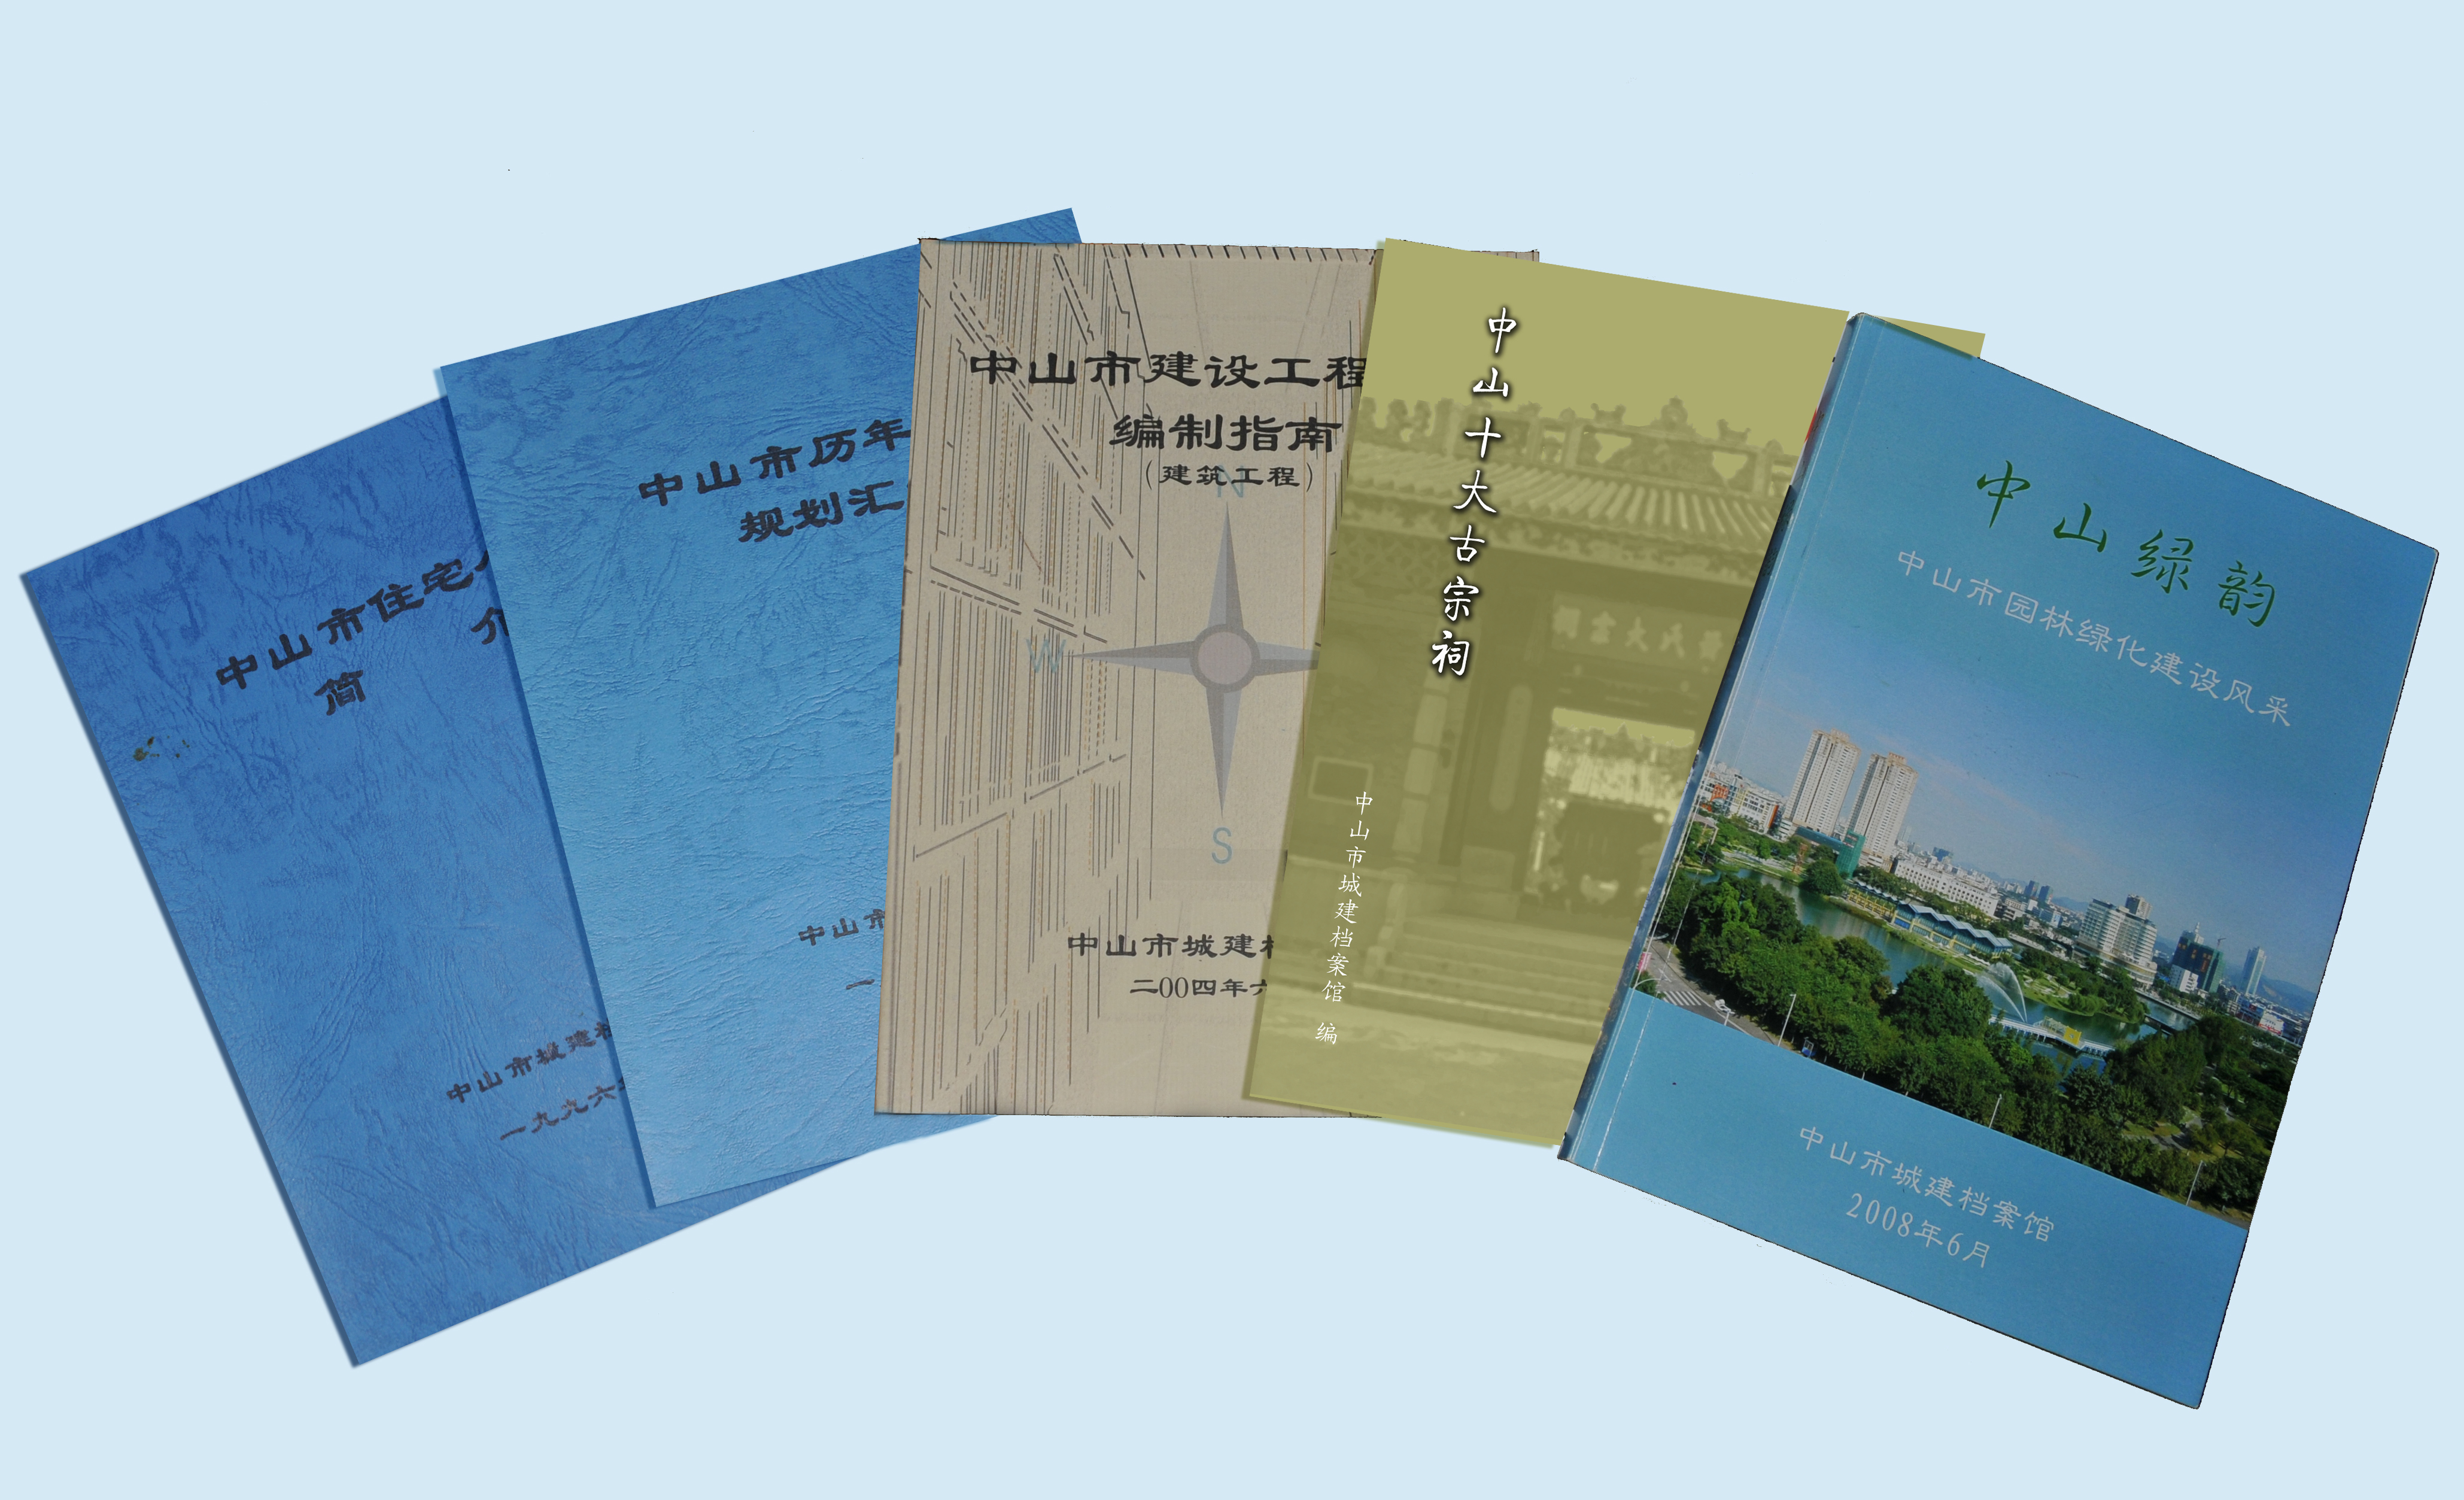 中山市住宅
简 介
中山市城建
一九九六
中山市历年
规划汇
中山市
一
中山市建设工程
编制指南
（建筑工程）
N
W
S
中山市城建档
二00四年六
中山十大古宗祠
中山市城建档案馆 编
中山绿韵
中山市园林绿化建设风采
中山市城建档案馆
2008年6月